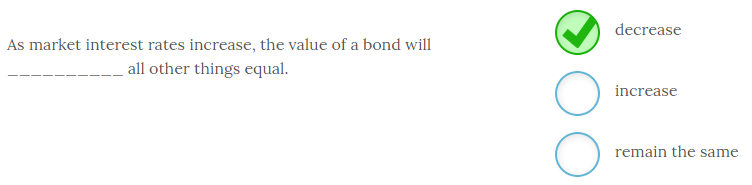 As market interest rates increase, the value of a bond will
__________ all other things equal.
decrease
increase
remain the same